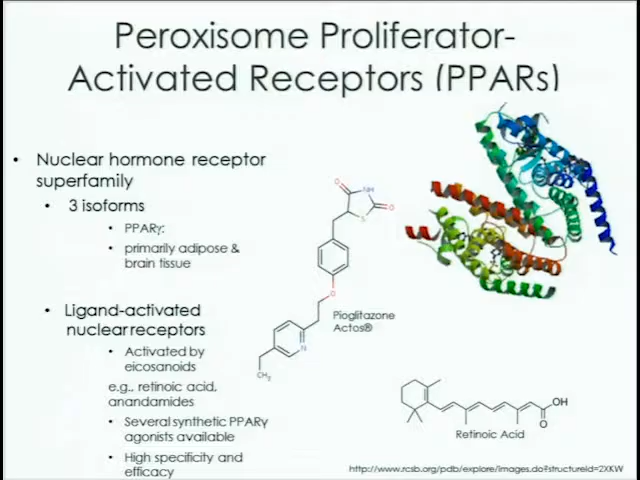 Peroxisome Proliferator-
Activated Receptors (PPARs)
• Nuclear hormone receptor
superfamily
• 3 isoforms
• PPARγ:
• primarily adipose &
brain tissue
• Ligand-activated
nuclear receptors
• Activated by
eicosanoids
e.g., retinoic acid,
anandamides
• Several synthetic PPARγ
agonists available
• High specificity and
efficacy
O
NH
O
S
O
N
CH3
Pioglitazone
Actos®
OH
O
Retinoic Acid
http://www.rcsb.org/pdb/explore/images.do?structureId=2XKW